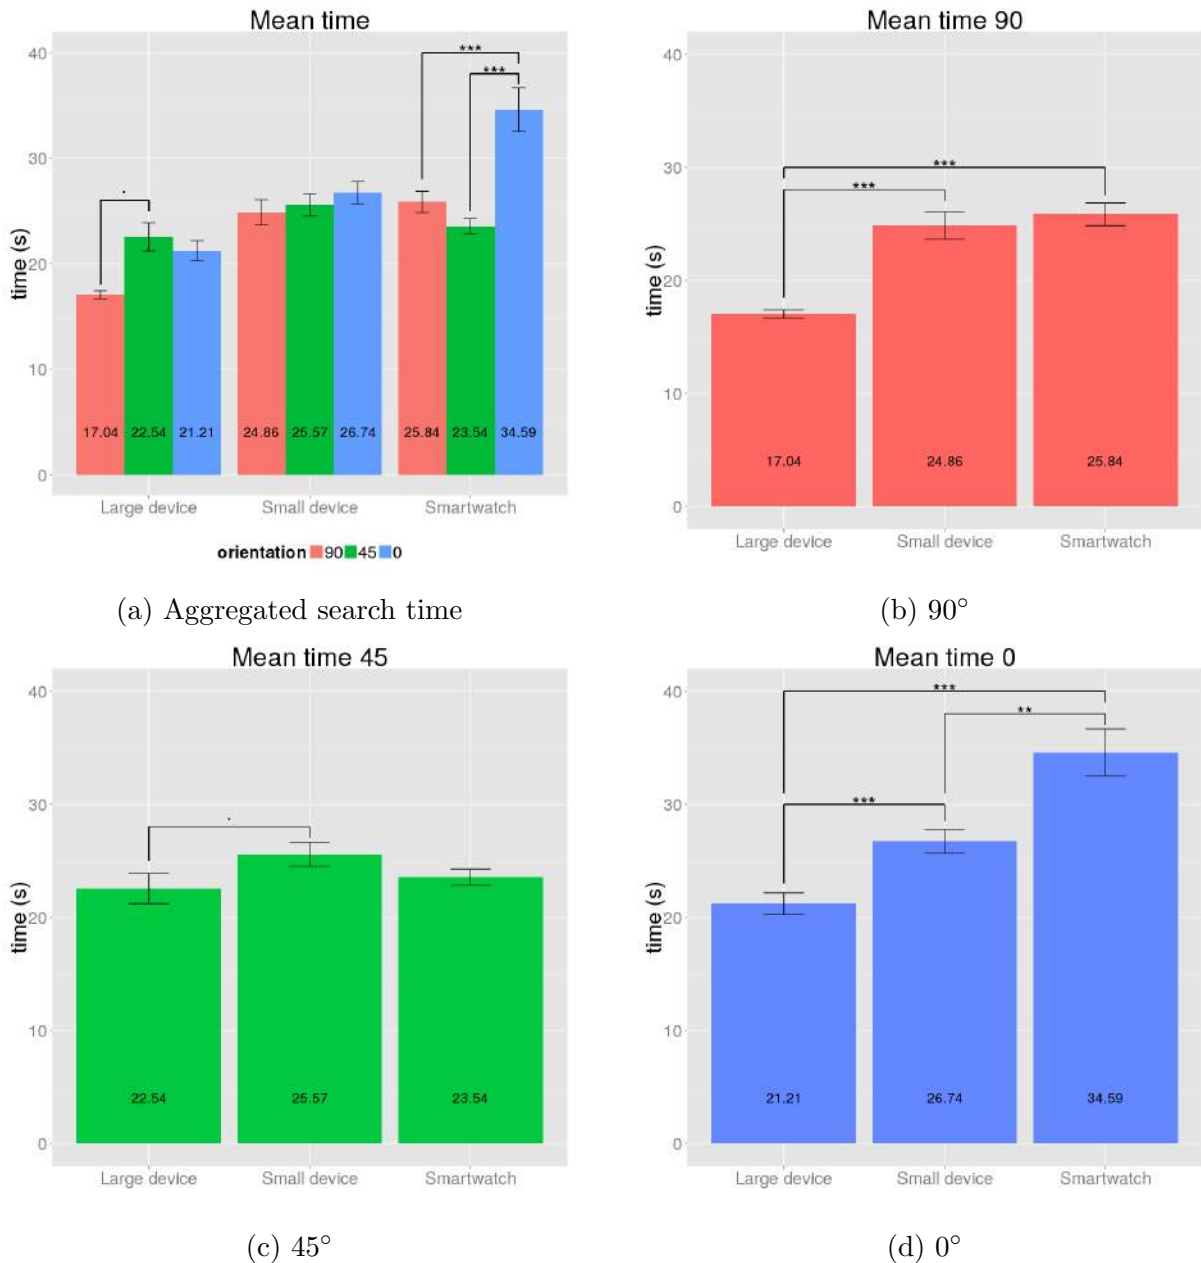 Mean time
40
30
20
10
0
time (s)
***
***
.
17.04 22.54 21.21 24.86 25.57 26.74 25.84 23.54 34.59
Large device Small device Smartwatch
orientation 90 45 0
(a) Aggregated search time
Mean time 90
40
30
20
10
0
time (s)
***
***
17.04 24.86 25.84
Large device Small device Smartwatch
(b) 90°
Mean time 45
40
30
20
10
0
time (s)
.
22.54 25.57 23.54
Large device Small device Smartwatch
(c) 45°
Mean time 0
40
30
20
10
0
time (s)
***
**
***
21.21 26.74 34.59
Large device Small device Smartwatch
(d) 0°